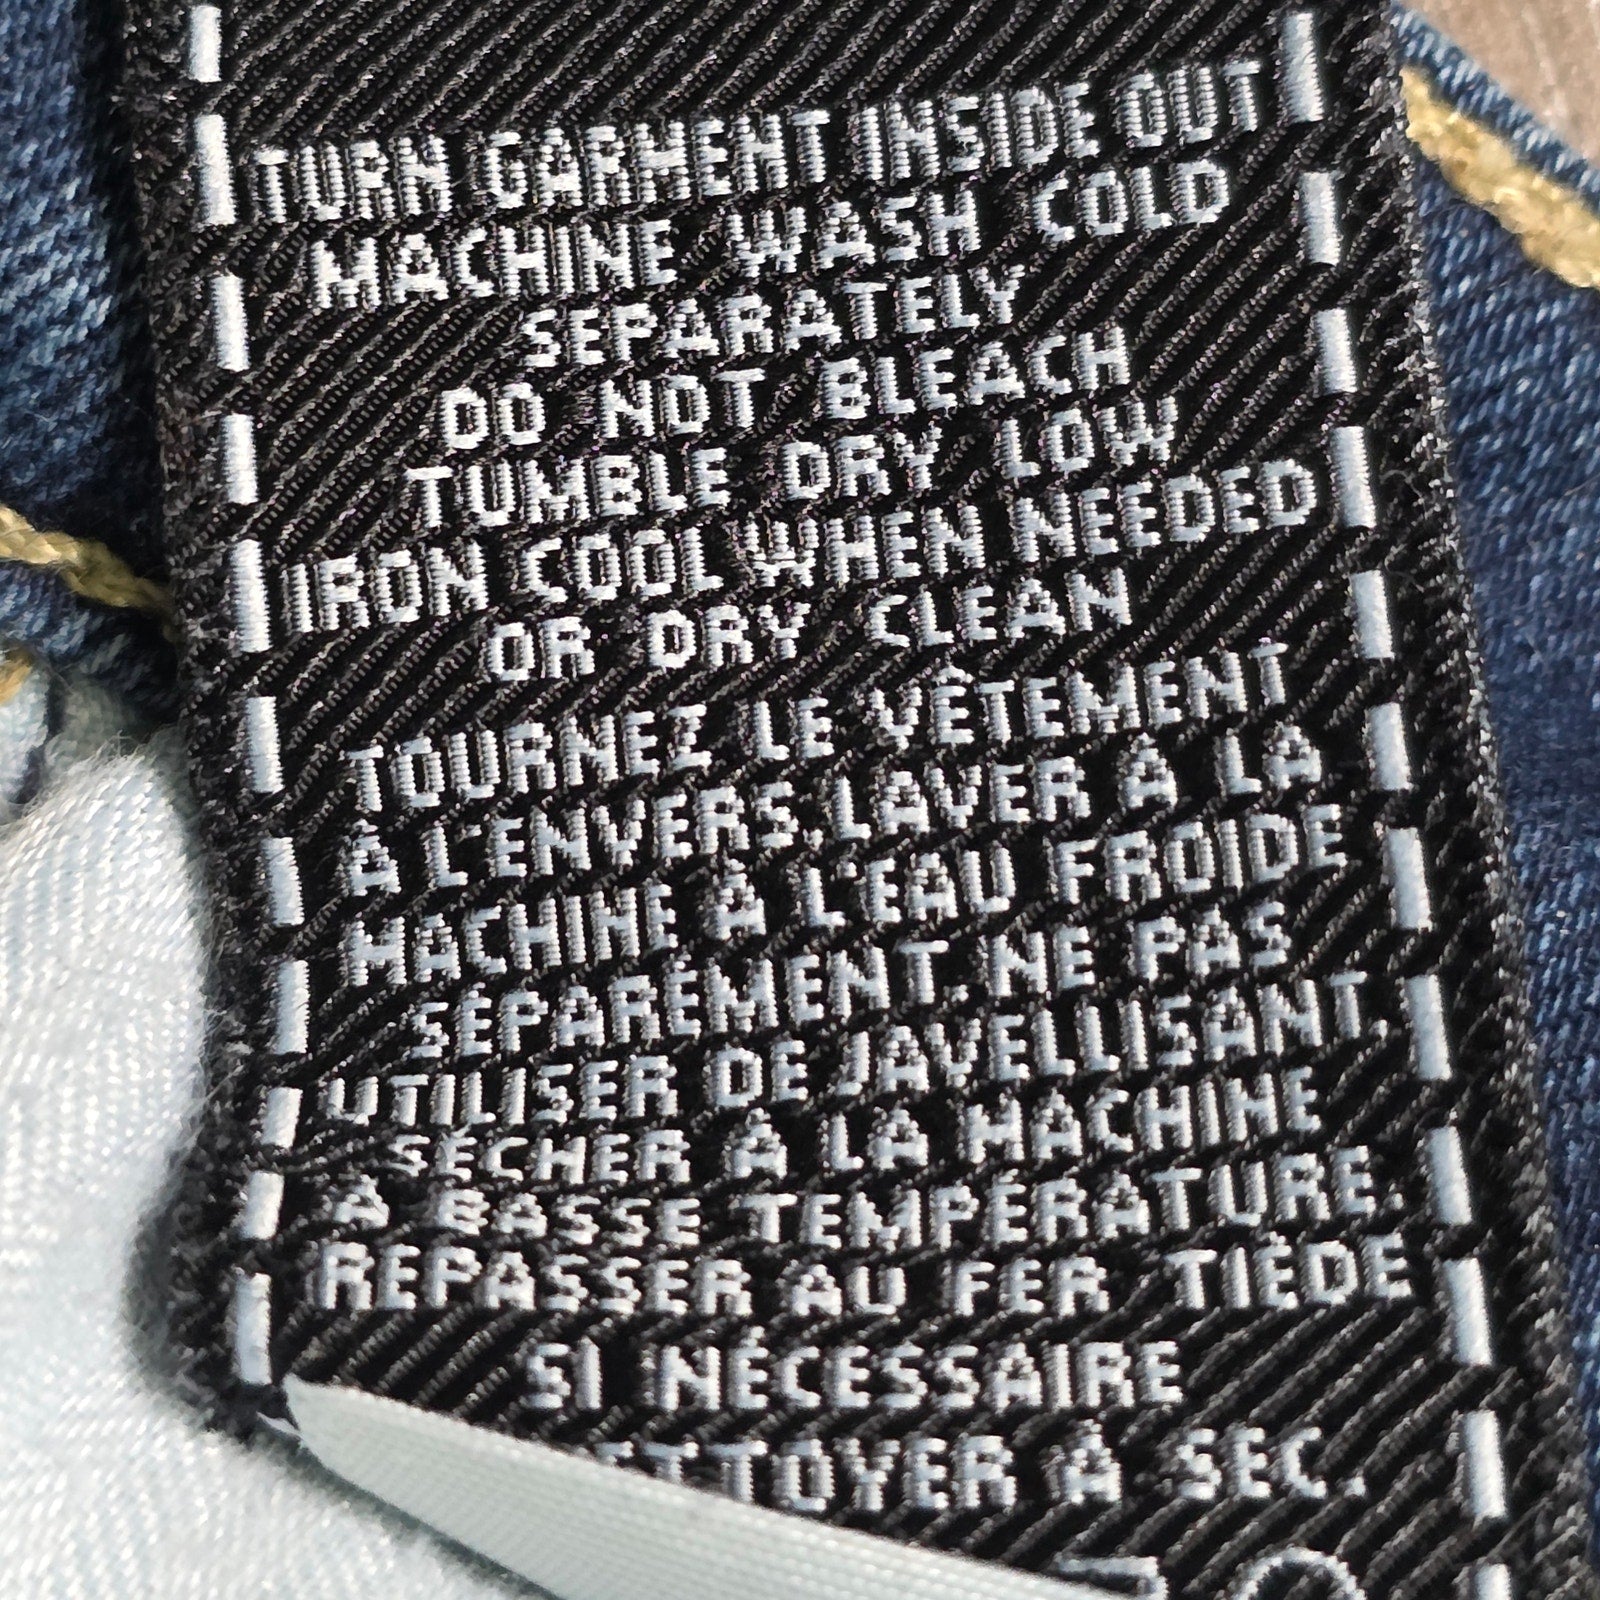 TURN GARMENT INSIDE OUT
MACHINE WASH COLD
SEPARATELY
DO NOT BLEACH
TUMBLE DRY LOW
IRON COOL WHEN NEEDED
OR DRY CLEAN
TOURNEZ LE VÊTEMENT
À L'ENVERS. LAVER À LA
MACHINE À L'EAU FROIDE
SÉPARÉMENT. NE PAS
UTILISER DE JAVELLISANT.
SÉCHER À LA MACHINE
À BASSE TEMPÉRATURE.
REPASSER AU FER TIÈDE
SI NÉCESSAIRE
À SEC.